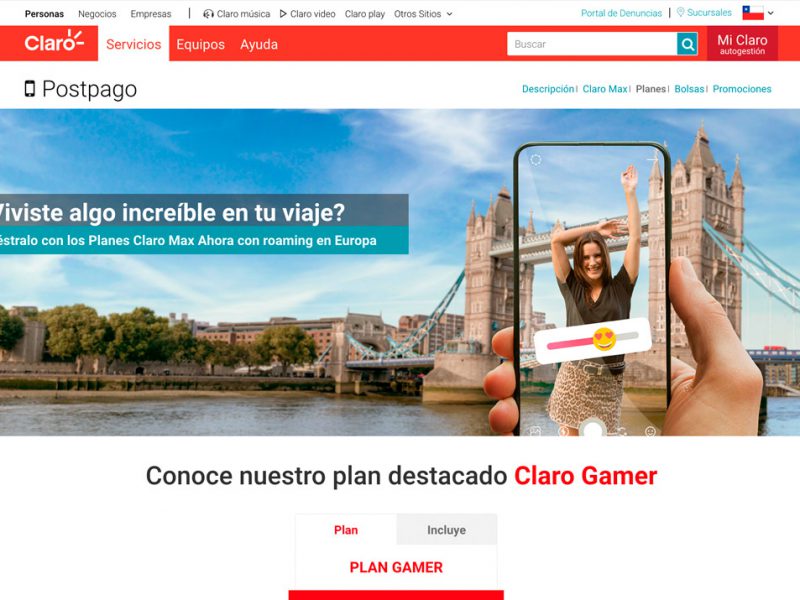 Personas Negocios Empresas | Claro música Claro video Claro play Otros Sitios Portal de Denuncias | Sucursales
Claro Servicios Equipos Ayuda Buscar Mi Claro
autogestión
Postpago Descripción| Claro Max| Planes| Bolsas| Promociones
Viviste algo increíble en tu viaje?
éstralo con los Planes Claro Max Ahora con roaming en Europa
Conoce nuestro plan destacado Claro Gamer
Plan Incluye
PLAN GAMER